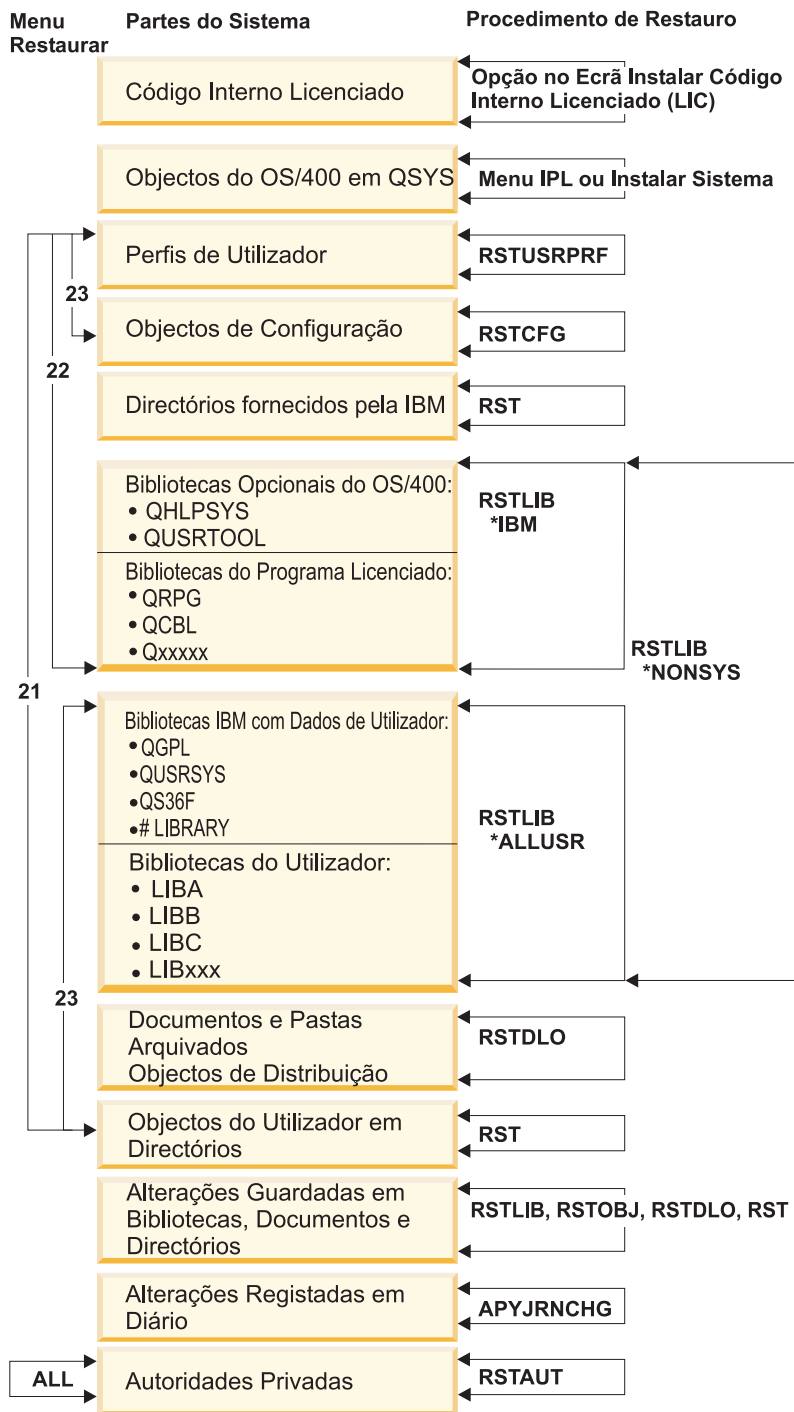 Menu
Restaurar
Partes do Sistema
Procedimento de Restauro
Código Interno Licenciado
Opção no Ecrã Instalar Código
Interno Licenciado (LIC)
Objectos do OS/400 em QSYS
Menu IPL ou Instalar Sistema
Perfis de Utilizador
RSTUSRPRF
23
Objectos de Configuração
RSTCFG
22
Directórios fornecidos pela IBM
RST
Bibliotecas Opcionais do OS/400:
• QHLPSYS
• QUSRTOOL
RSTLIB
*IBM
Bibliotecas do Programa Licenciado:
• QRPG
• QCBL
• Qxxxxx
RSTLIB
*NONSYS
21
Bibliotecas IBM com Dados de Utilizador:
• QGPL
• QUSRSYS
• QS36F
• # LIBRARY
RSTLIB
*ALLUSR
Bibliotecas do Utilizador:
• LIBA
• LIBB
• LIBC
• LIBxxx
23
Documentos e Pastas
Arquivados
Objectos de Distribuição
RSTDLO
Objectos do Utilizador em
Directórios
RST
Alterações Guardadas em
Bibliotecas, Documentos e
Directórios
RSTLIB, RSTOBJ, RSTDLO, RST
Alterações Registadas em
Diário
APYJRNCHG
ALL
Autoridades Privadas
RSTAUT